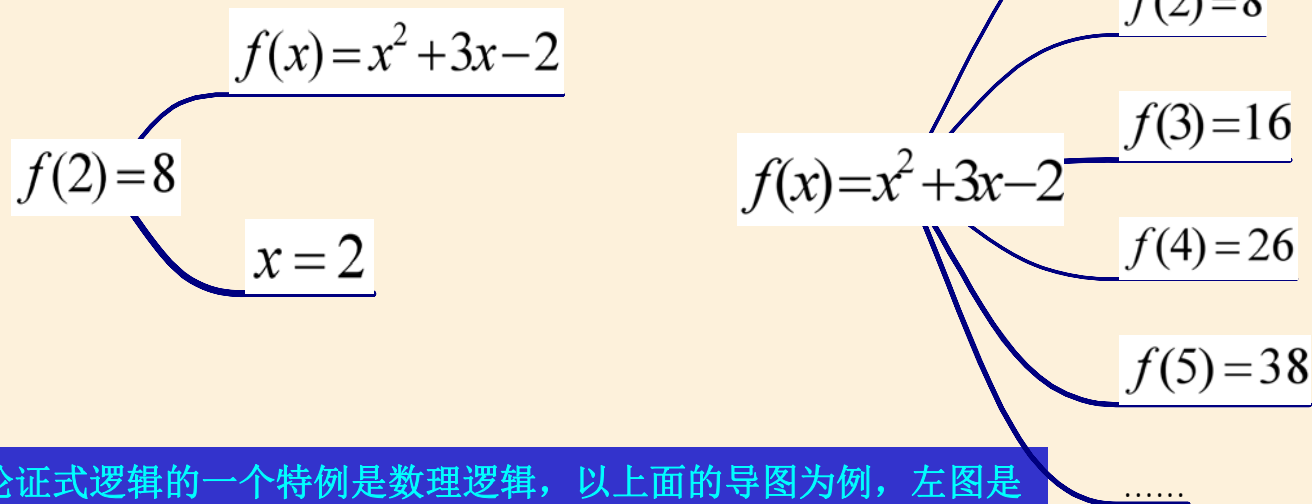 f(x)=x²+3x−2
f(2)=8
x=2
f(2)=8
f(x)=x²+3x−2
f(3)=16
f(4)=26
f(5)=38
……
论证式逻辑的一个特例是数理逻辑，以上面的导图为例，左图是